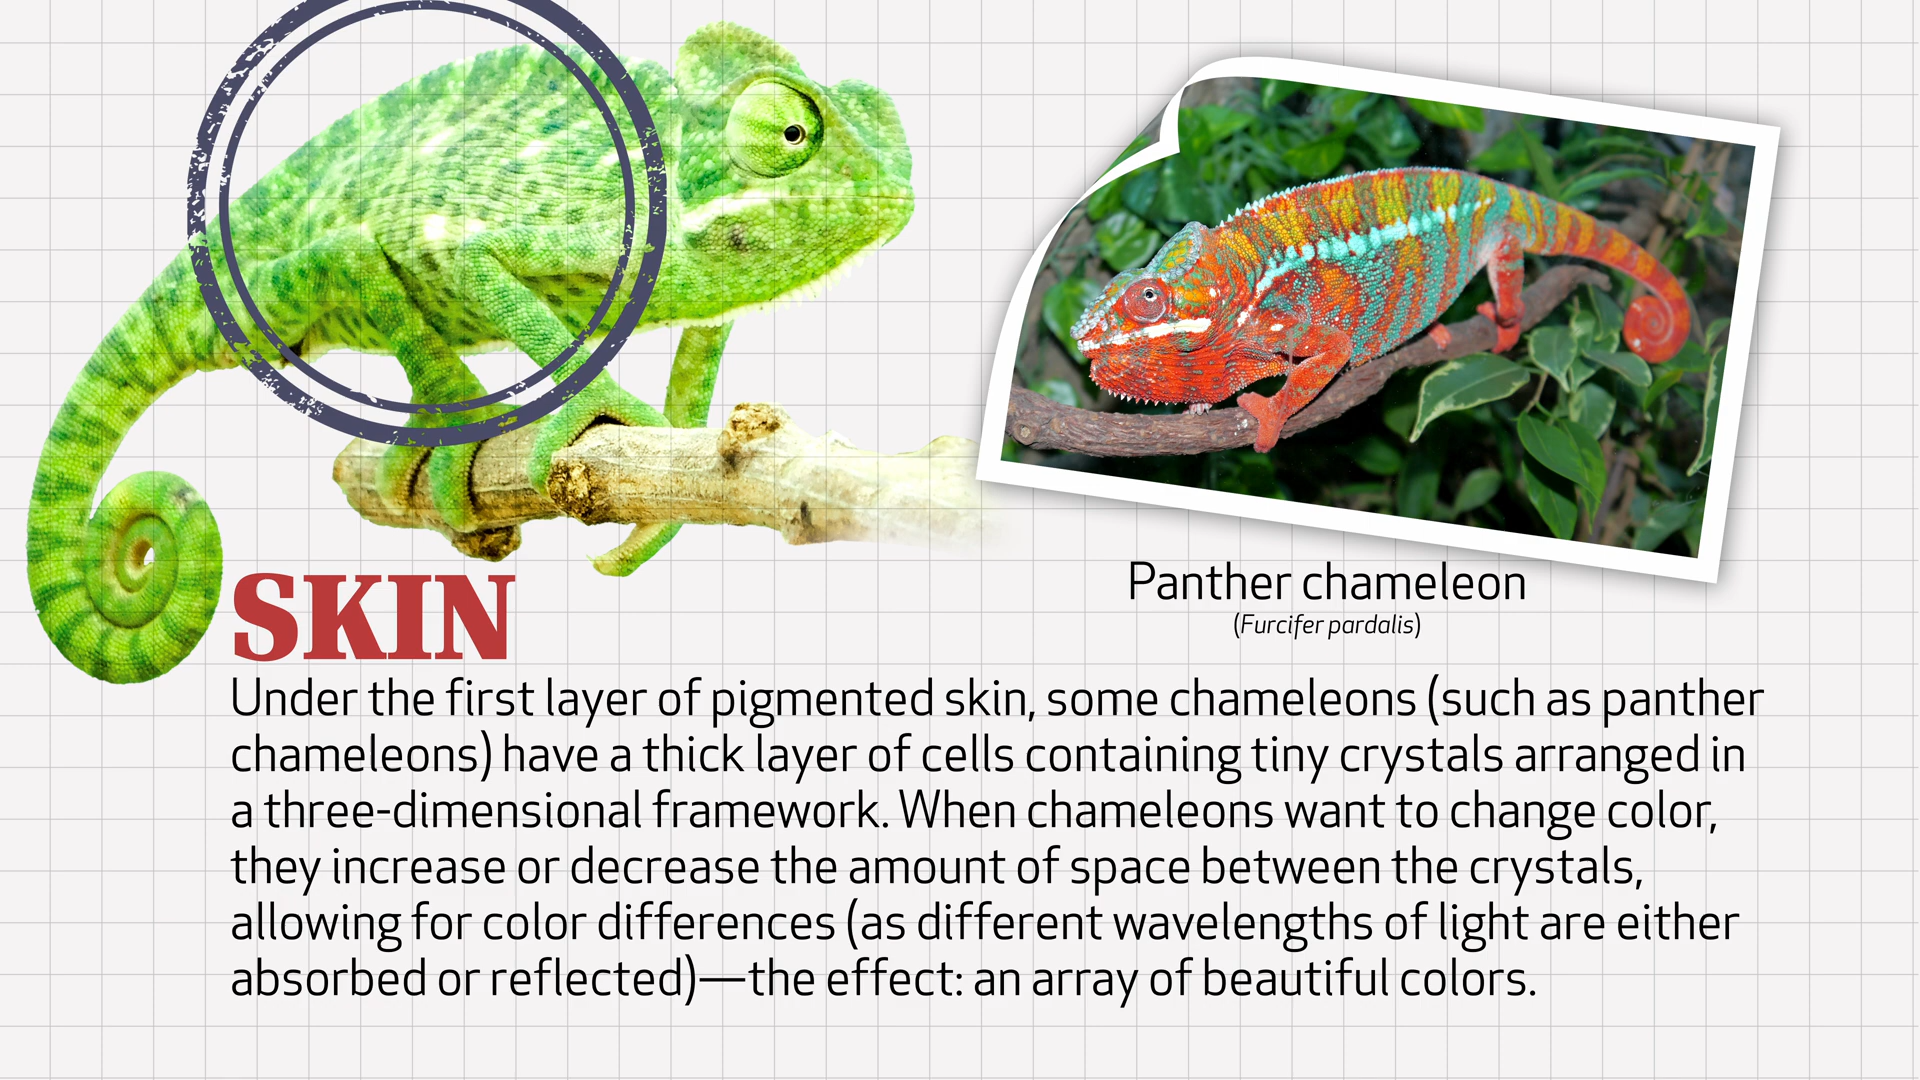 Panther chameleon
(Furcifer pardalis)
SKIN
Under the first layer of pigmented skin, some chameleons (such as panther
chameleons) have a thick layer of cells containing tiny crystals arranged in
a three-dimensional framework. When chameleons want to change color,
they increase or decrease the amount of space between the crystals,
allowing for color differences (as different wavelengths of light are either
absorbed or reflected)—the effect: an array of beautiful colors.